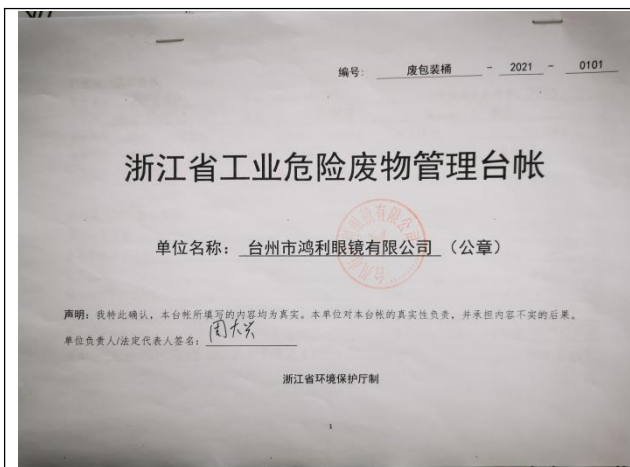 编号: 废包装桶 - 2021 - 0101
浙江省工业危险废物管理台帐
单位名称: 台州市鸿利眼镜有限公司 (公章)
声明: 我特此确认, 本台帐所填写的内容均为真实。本单位对本台帐的真实性负责, 并承担内容不实的后果。
单位负责人/法定代表人签名: 周大兴
浙江省环境保护厅制
1